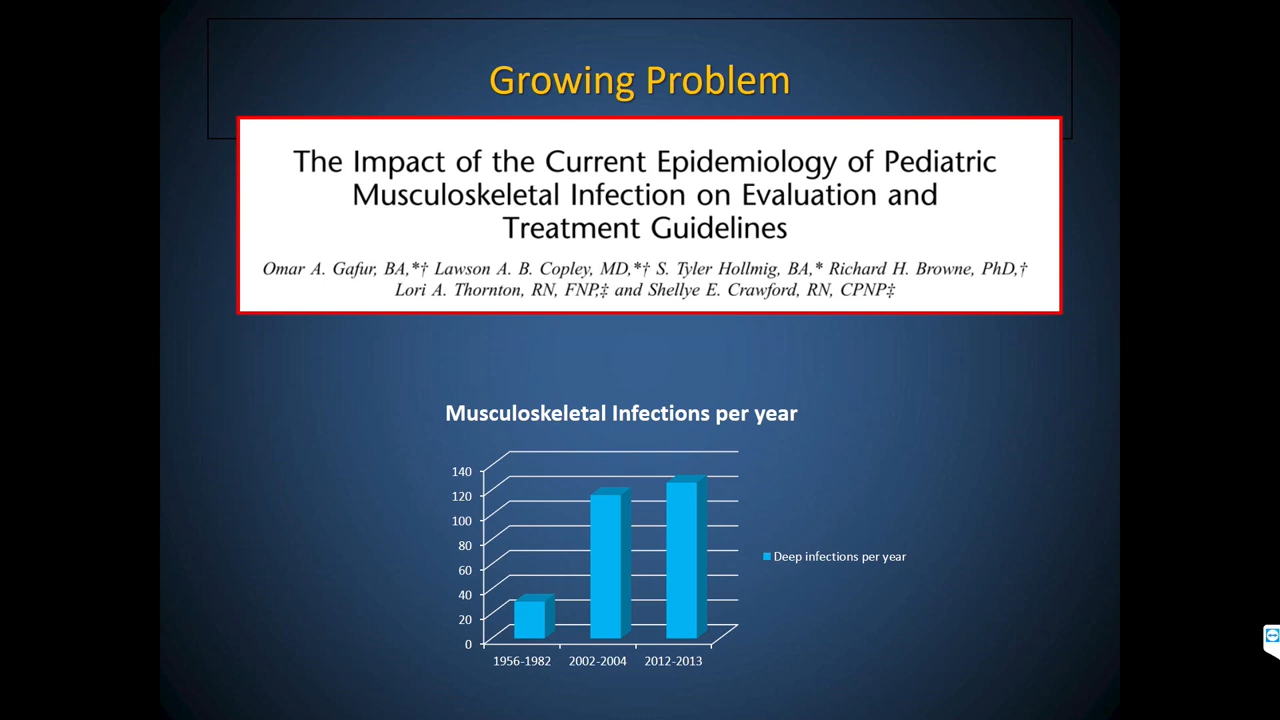 Growing Problem
The Impact of the Current Epidemiology of Pediatric
Musculoskeletal Infection on Evaluation and
Treatment Guidelines
Omar A. Gafur, BA,*† Lawson A. B. Copley, MD,*† S. Tyler Hollmig, BA,* Richard H. Browne, PhD,†
Lori A. Thornton, RN, FNP,‡ and Shellye E. Crawford, RN, CPNP‡
Musculoskeletal Infections per year
140
120
100
80
60
40
20
0
1956-1982 2002-2004 2012-2013
Deep infections per year